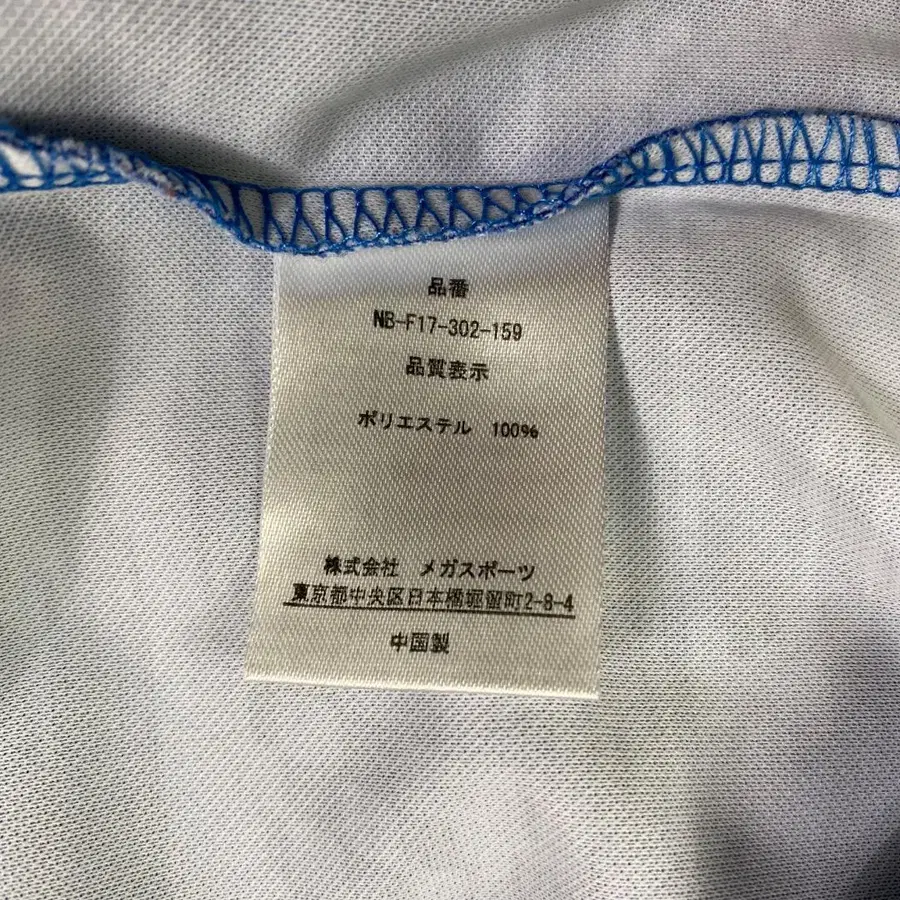 品番
NB-F17-302-159
品質表示
ポリエステル 100%
株式会社 メガスポーツ
東京都中央区日本橋堀留町2-8-4
中国製